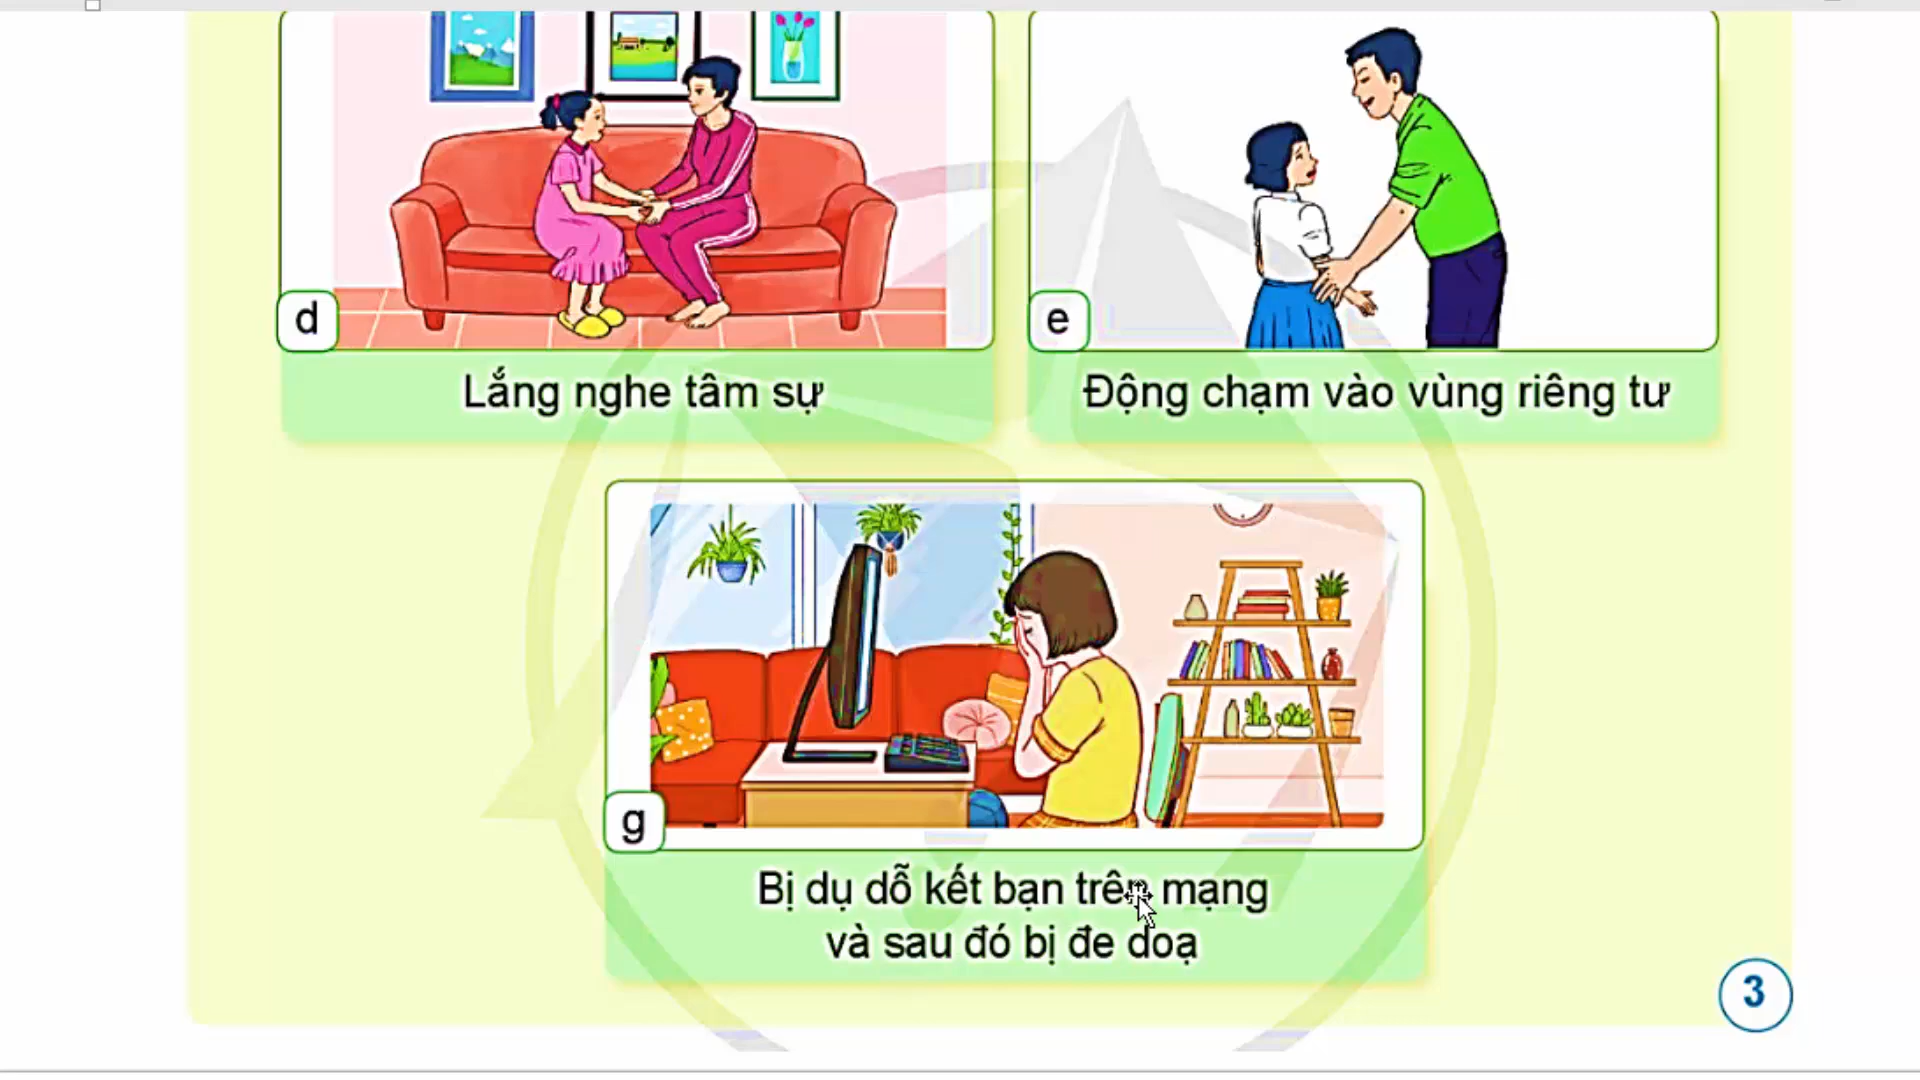 d
Lắng nghe tâm sự
e
Động chạm vào vùng riêng tư
g
Bị dụ dỗ kết bạn trên mạng
và sau đó bị đe doạ
3